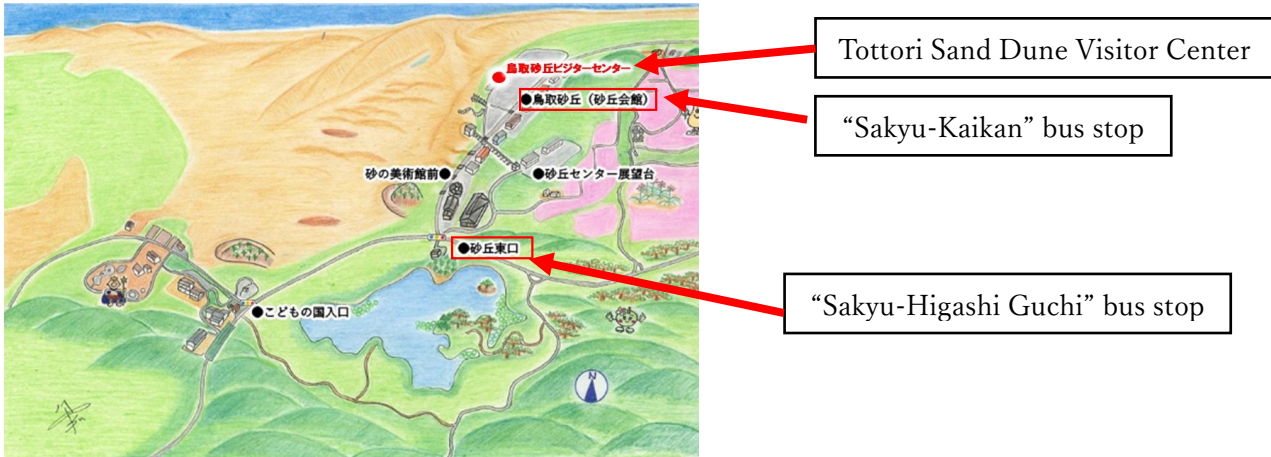 Tottori Sand Dune Visitor Center
鳥取砂丘ビジターセンター
●鳥取砂丘（砂丘会館）
“Sakyu-Kaikan” bus stop
砂の美術館前●
●砂丘センター展望台
●砂丘東口
“Sakyu-Higashi Guchi” bus stop
●こどもの国入口
N